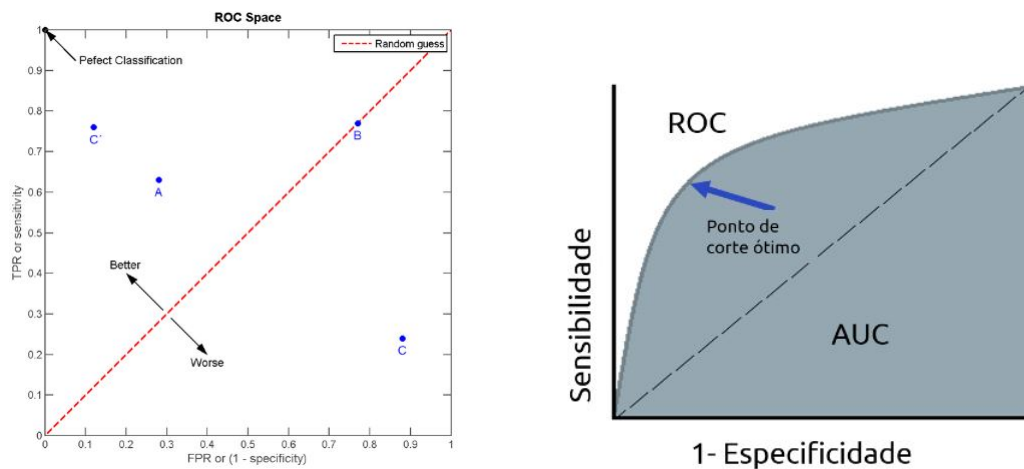 ROC Space
1
0.9
0.8
0.7
0.6
0.5
0.4
0.3
0.2
0.1
0
TPR or sensitivity
Random guess
Pefect Classification
C´
A
B
C
Better
Worse
0 0.1 0.2 0.3 0.4 0.5 0.6 0.7 0.8 0.9 1
FPR or (1 - specificity)
ROC
Ponto de
corte ótimo
AUC
Sensibilidade
1- Especificidade